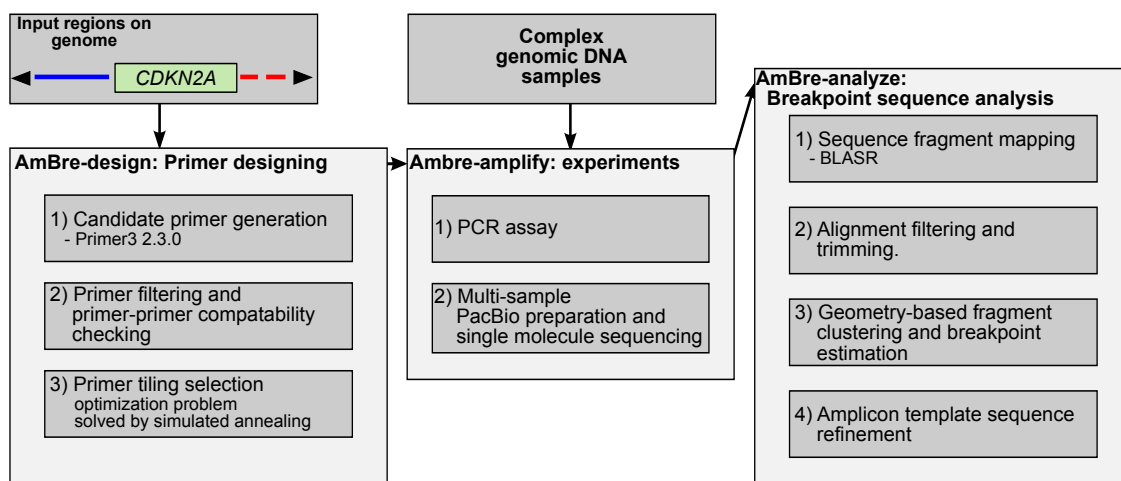 Input regions on
genome
CDKN2A
AmBre-design: Primer designing
1) Candidate primer generation
- Primer3 2.3.0
2) Primer filtering and
primer-primer compatability
checking
3) Primer tiling selection
optimization problem
solved by simulated annealing
Complex
genomic DNA
samples
Ambre-amplify: experiments
1) PCR assay
2) Multi-sample
PacBio preparation and
single molecule sequencing
AmBre-analyze:
Breakpoint sequence analysis
1) Sequence fragment mapping
- BLASR
2) Alignment filtering and
trimming.
3) Geometry-based fragment
clustering and breakpoint
estimation
4) Amplicon template sequence
refinement